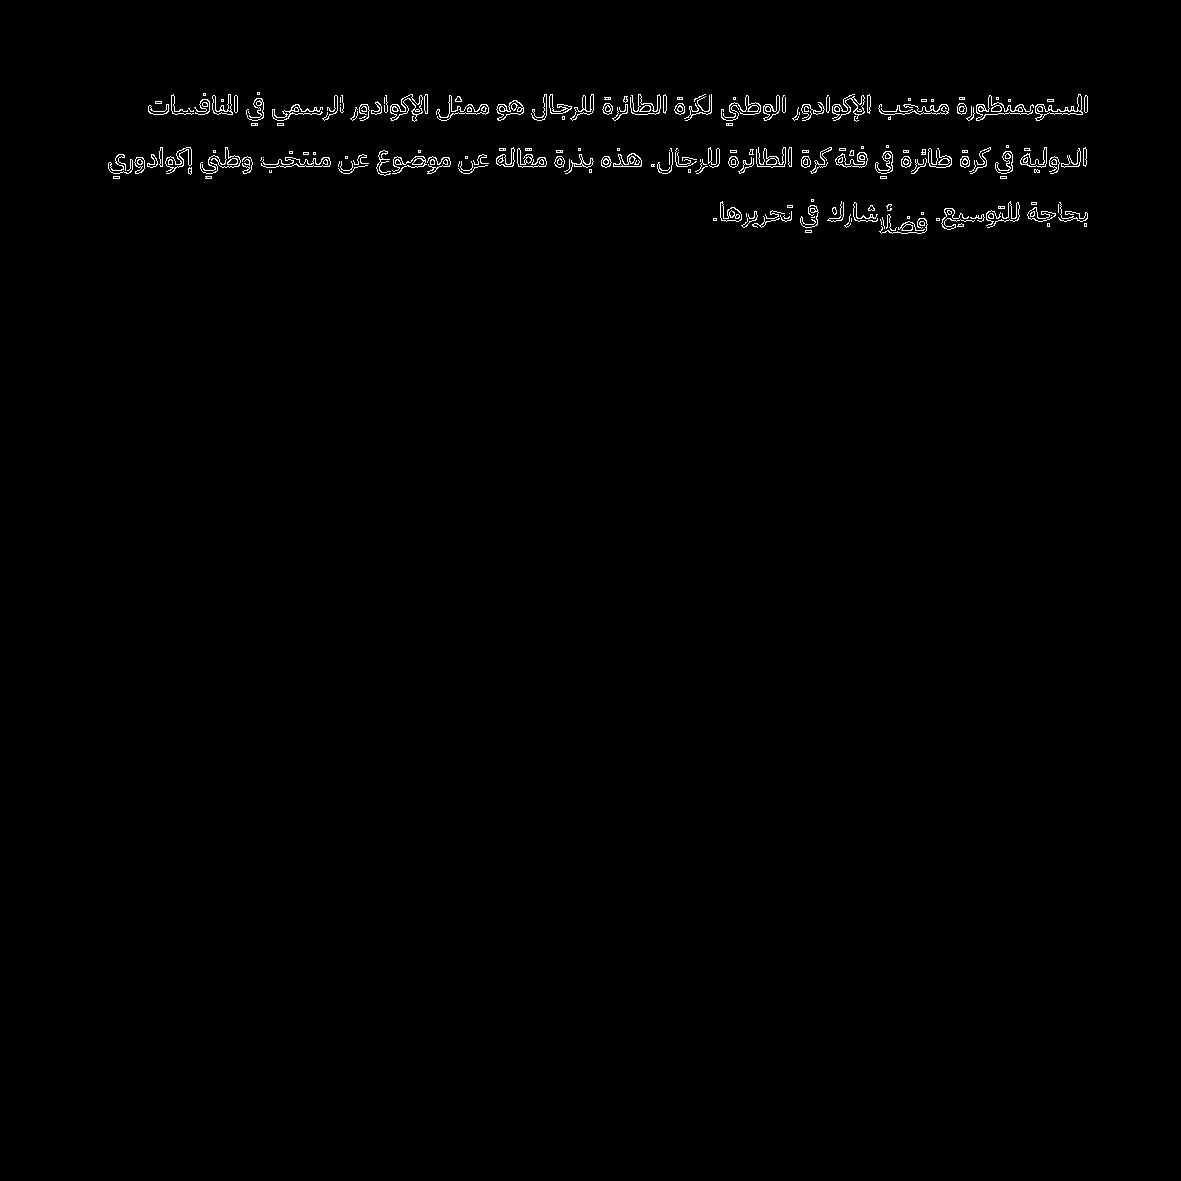 المستوىمنظورة منتخب الإكوادور الوطني لكرة الطائرة للرجال هو ممثل الإكوادور الرسمي في المنافسات
الدولية في كرة طائرة في فئة كرة الطائرة للرجال. هذه بذرة مقالة عن موضوع عن منتخب وطني إكوادوري
بحاجة للتوسيع. فضلًا شارك في تحريرها.